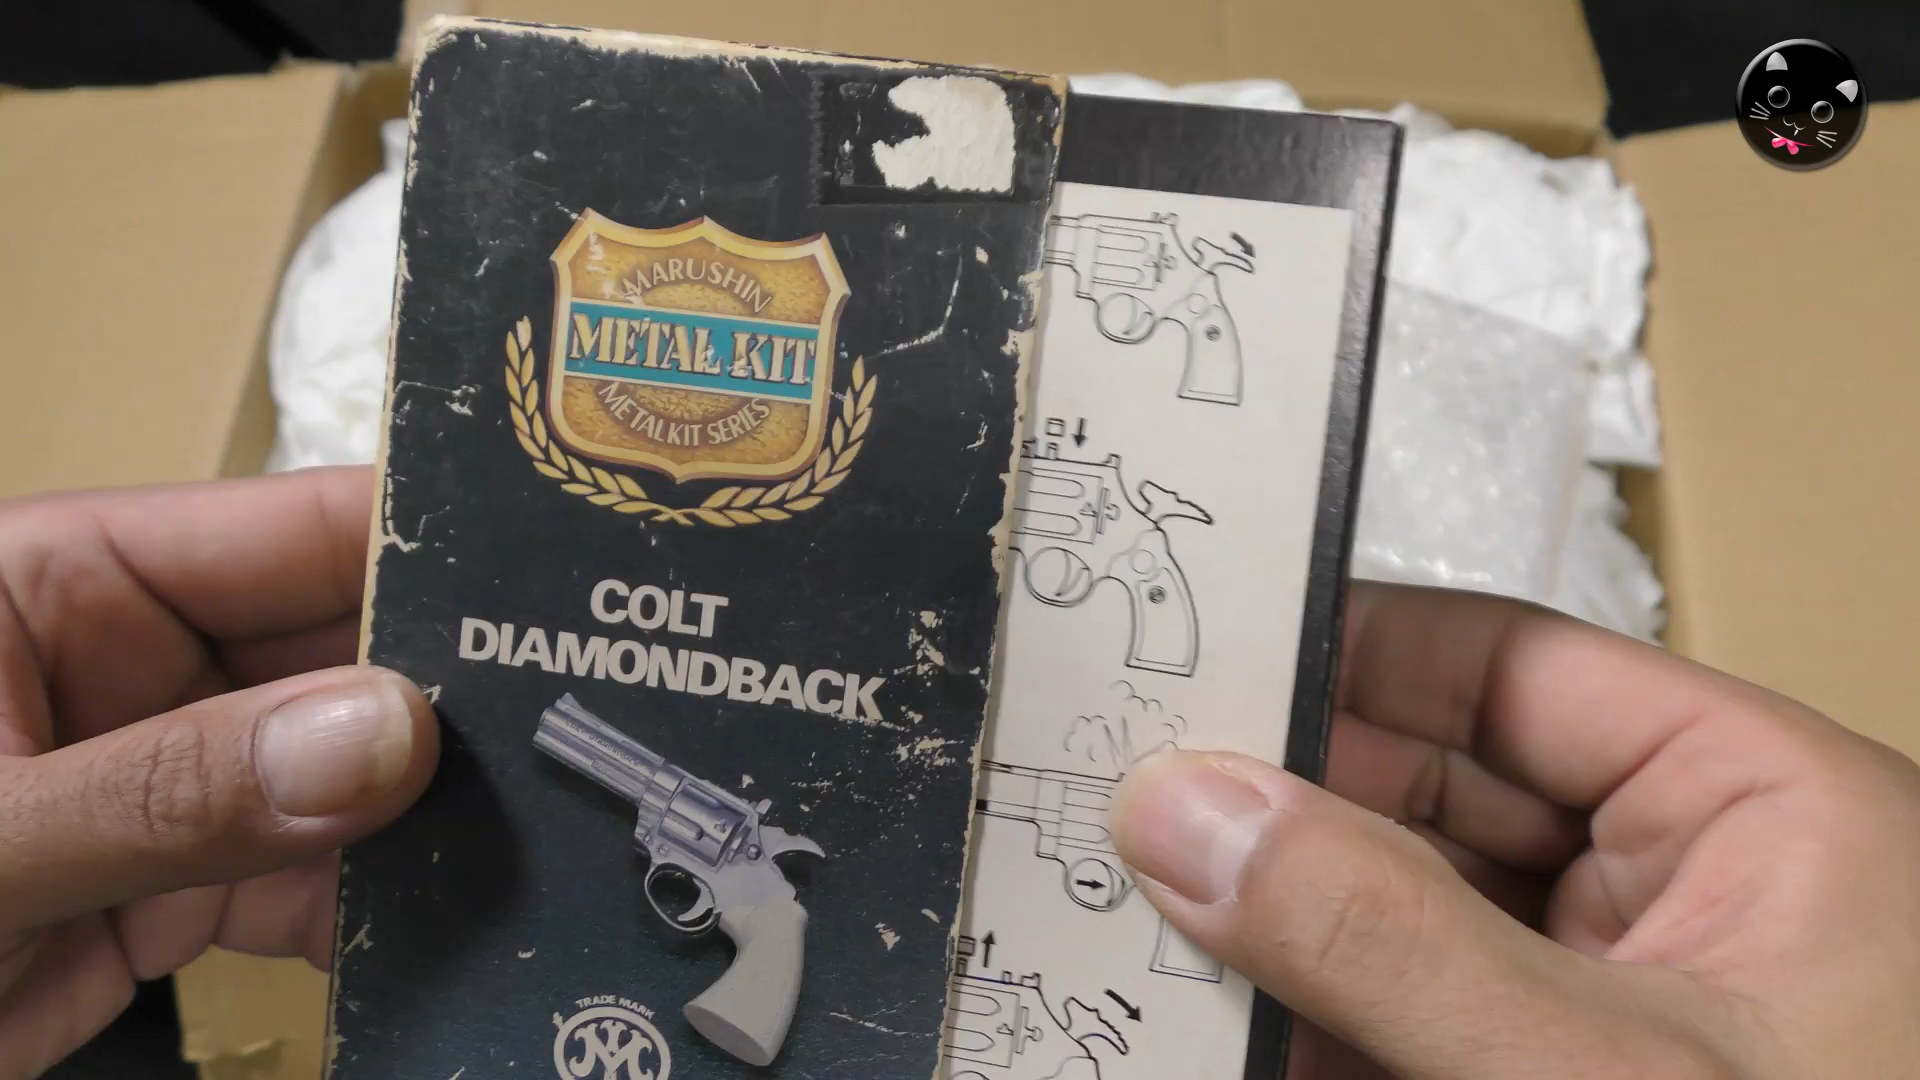 MARUSHIN
METAL KIT
METAL KIT SERIES
COLT
DIAMONDBACK
TRADE MARK